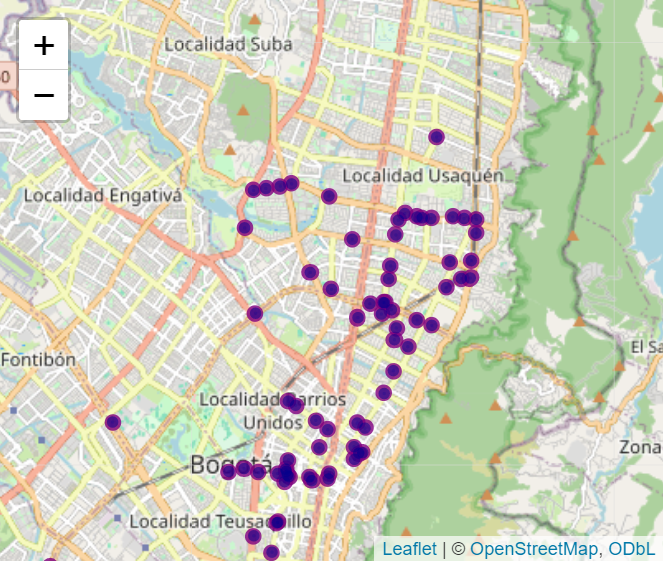 +
Localidad Suba
−
0
Localidad Usaquén
Localidad Engativá
El Sa
Fontibón
Localidad Barrios
Unidos
Zona
Bogotá
Localidad Teusaquillo
Leaflet | © OpenStreetMap, ODbL